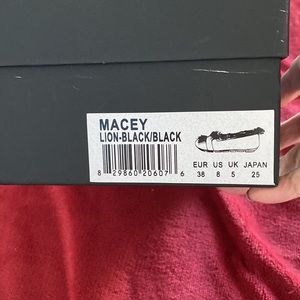 MACEY
LION-BLACK/BLACK
EUR US UK JAPAN
8 29860 20607 6 38 8 5 25